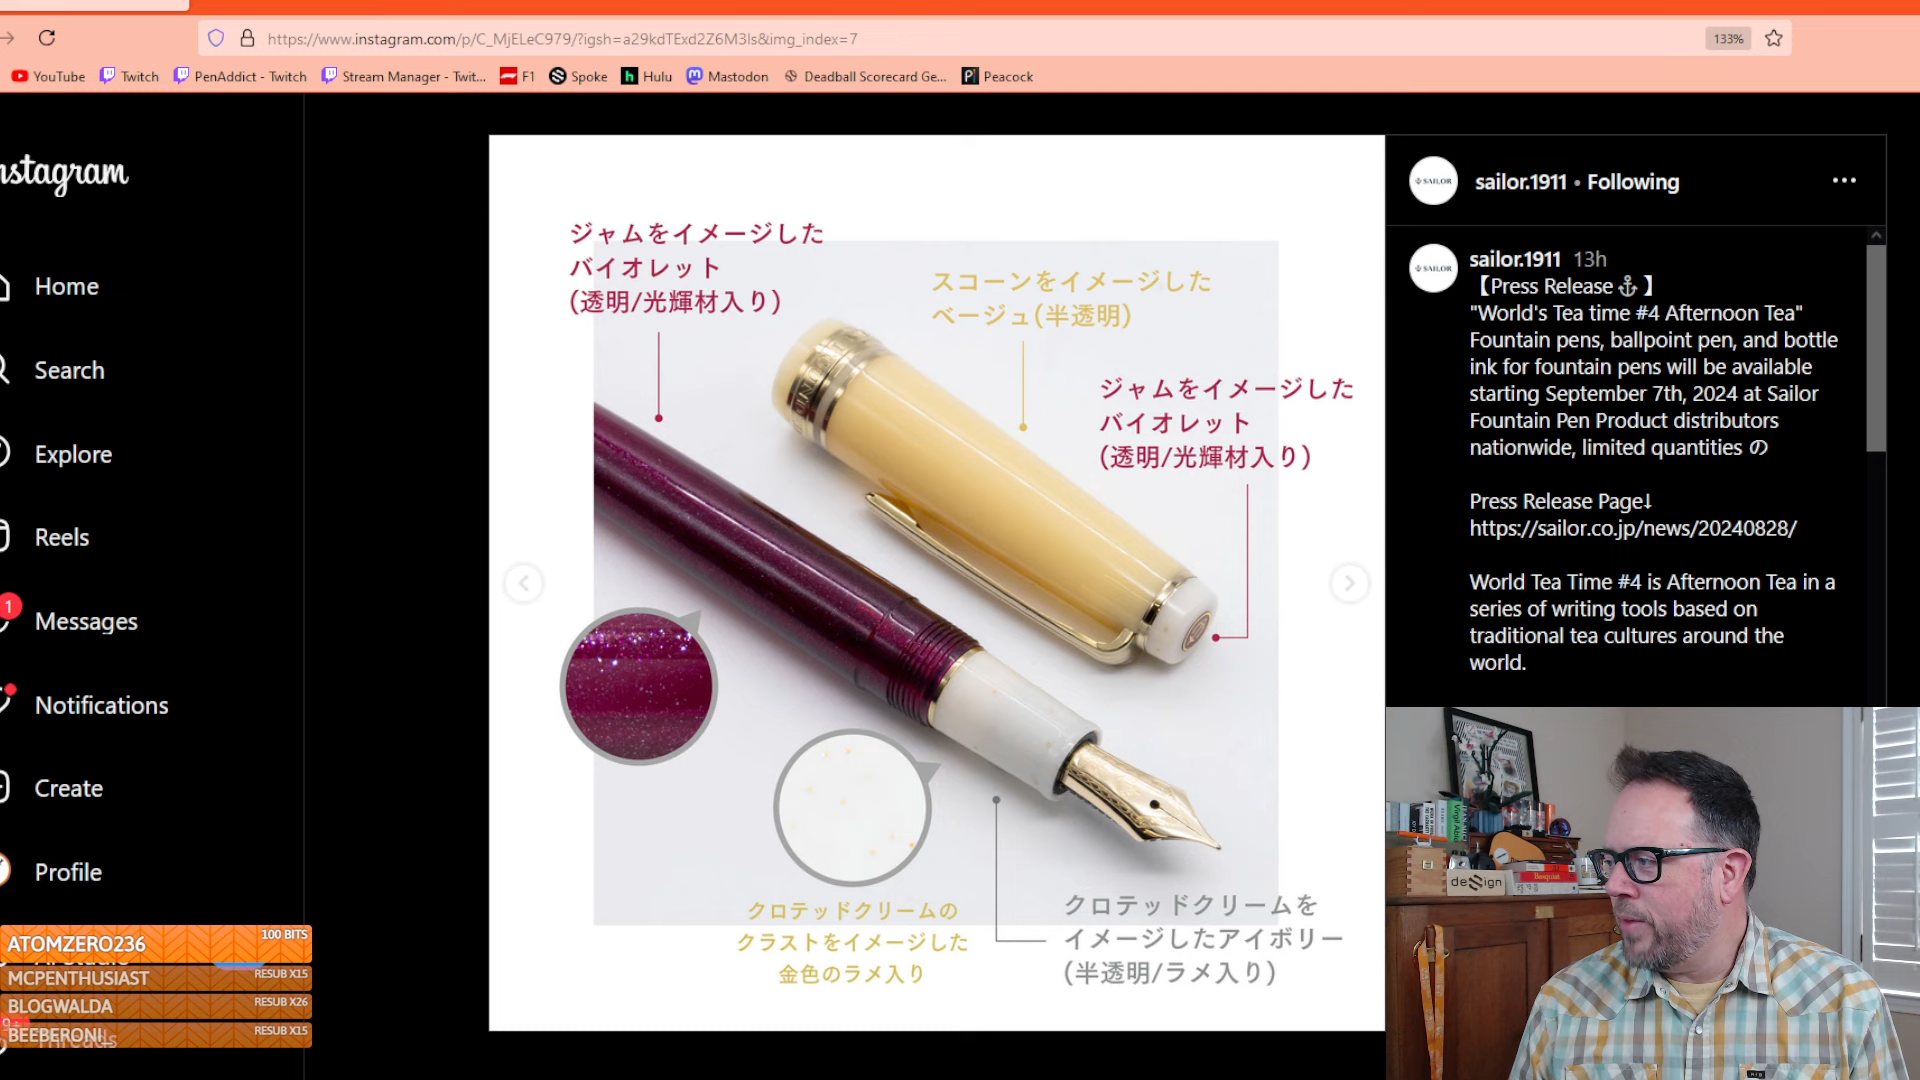 https://www.instagram.com/p/C_MjELeC979/?igsh=a29kdTExd2Z6M3ls&img_index=7
133%
YouTube
Twitch
PenAddict - Twitch
Stream Manager - Twit...
F1
Spoke
Hulu
Mastodon
Deadball Scorecard Ge...
Peacock
nstagram
Home
Search
Explore
Reels
1
Messages
Notifications
Create
Profile
ATOMZERO236
100 BITS
MCPENTHUSIAST
RESUB X15
BLOGWALDA
RESUB X26
BEEBERONI_
RESUB X15
ジャムをイメージした
バイオレット
(透明/光輝材入り)
スコーンをイメージした
ベージュ(半透明)
ジャムをイメージした
バイオレット
(透明/光輝材入り)
クロテッドクリームの
クラストをイメージした
金色のラメ入り
クロテッドクリームを
イメージしたアイボリー
(半透明/ラメ入り)
SAILOR
sailor.1911 • Following
SAILOR
sailor.1911 13h
【Press Release⚓】
"World's Tea time #4 Afternoon Tea"
Fountain pens, ballpoint pen, and bottle
ink for fountain pens will be available
starting September 7th, 2024 at Sailor
Fountain Pen Product distributors
nationwide, limited quantities の
Press Release Page↓
https://sailor.co.jp/news/20240828/
World Tea Time #4 is Afternoon Tea in a
series of writing tools based on
traditional tea cultures around the
world.